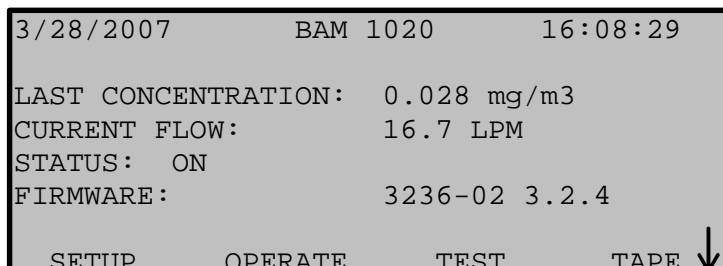 3/28/2007 BAM 1020 16:08:29
LAST CONCENTRATION: 0.028 mg/m3
CURRENT FLOW: 16.7 LPM
STATUS: ON
FIRMWARE: 3236-02 3.2.4
SETUP OPERATE TEST TAPE